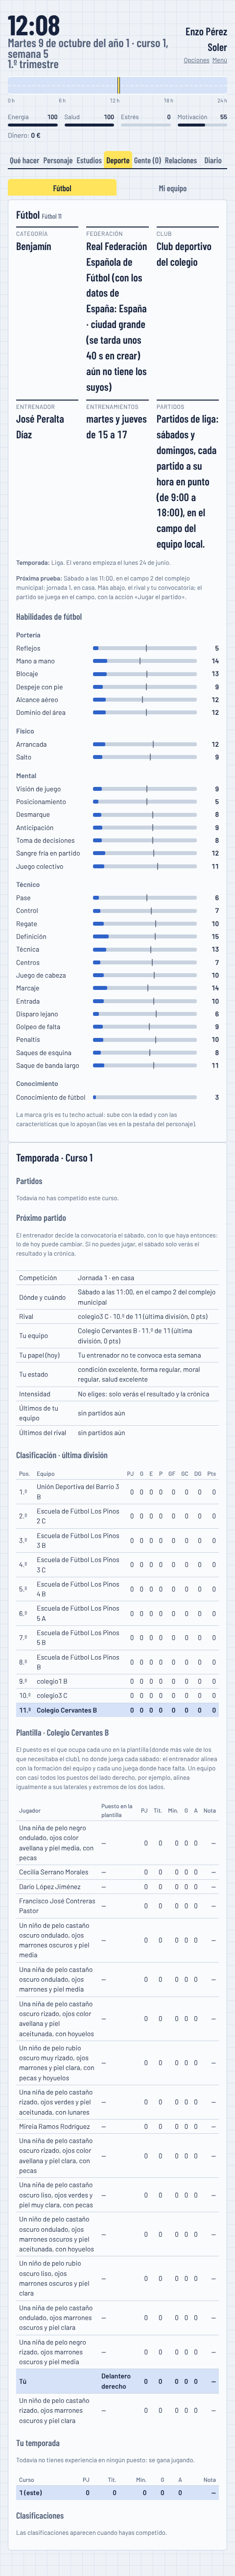 12:08
Martes 9 de octubre del año 1 · curso 1,
semana 5
1.º trimestre
Enzo Pérez
Soler
Opciones Menú
0 h 6 h 12 h 18 h 24 h
Energía 100 Salud 100 Estrés 0 Motivación 55
Dinero: 0 €
Qué hacer Personaje Estudios Deporte Gente (0) Relaciones Diario
Fútbol Mi equipo
Fútbol Fútbol 11
CATEGORÍA FEDERACIÓN CLUB
Benjamín
Real Federación
Española de
Fútbol (con los
datos de
España: España
· ciudad grande
(se tarda unos
40 s en crear)
aún no tiene los
suyos)
Club deportivo
del colegio
ENTRENADOR ENTRENAMIENTOS PARTIDOS
José Peralta
Díaz
martes y jueves
de 15 a 17
Partidos de liga:
sábados y
domingos, cada
partido a su
hora en punto
(de 9:00 a
18:00), en el
campo del
equipo local.
Temporada: Liga. El verano empieza el lunes 24 de junio.
Próxima prueba: Sábado a las 11:00, en el campo 2 del complejo
municipal: jornada 1, en casa. Más abajo, el rival y tu convocatoria; el
partido se juega en el campo, con la acción «Jugar el partido».
Habilidades de fútbol
Portería
Reflejos 5
Mano a mano 14
Blocaje 13
Despeje con pie 9
Alcance aéreo 12
Dominio del área 12
Físico
Arrancada 12
Salto 9
Mental
Visión de juego 9
Posicionamiento 5
Desmarque 8
Anticipación 9
Toma de decisiones 8
Sangre fría en partido 12
Juego colectivo 11
Técnico
Pase 6
Control 7
Regate 10
Definición 15
Técnica 13
Centros 7
Juego de cabeza 10
Marcaje 14
Entrada 10
Disparo lejano 6
Golpeo de falta 9
Penaltis 10
Saques de esquina 8
Saque de banda largo 11
Conocimiento
Conocimiento de fútbol 3
La marca gris es tu techo actual: sube con la edad y con las
características que lo apoyan (las ves en la pestaña del personaje).
Temporada · Curso 1
Partidos
Todavía no has competido este curso.
Próximo partido
El entrenador decide la convocatoria el sábado, con lo que haya entonces:
lo de hoy puede cambiar. Si no puedes jugar, el sábado solo verás el
resultado y la crónica.
Competición Jornada 1 · en casa
Dónde y cuándo Sábado a las 11:00, en el campo 2 del complejo
municipal
Rival colegio3 C · 10.º de 11 (última división, 0 pts)
Tu equipo Colegio Cervantes B · 11.º de 11 (última
división, 0 pts)
Tu papel (hoy) Tu entrenador no te convoca esta semana
Tu estado condición excelente, forma regular, moral
regular, salud excelente
Intensidad No eliges: solo verás el resultado y la crónica
Últimos de tu
equipo sin partidos aún
Últimos del rival sin partidos aún
Clasificación · última división
Pos. Equipo PJ G E P GF GC DG Pts
1.º Unión Deportiva del Barrio 3
B 0 0 0 0 0 0 0 0
2.º Escuela de Fútbol Los Pinos
2 C 0 0 0 0 0 0 0 0
3.º Escuela de Fútbol Los Pinos
3 B 0 0 0 0 0 0 0 0
4.º Escuela de Fútbol Los Pinos
3 C 0 0 0 0 0 0 0 0
5.º Escuela de Fútbol Los Pinos
4 B 0 0 0 0 0 0 0 0
6.º Escuela de Fútbol Los Pinos
5 A 0 0 0 0 0 0 0 0
7.º Escuela de Fútbol Los Pinos
5 B 0 0 0 0 0 0 0 0
8.º Escuela de Fútbol Los Pinos
B 0 0 0 0 0 0 0 0
9.º colegio1 B 0 0 0 0 0 0 0 0
10.º colegio3 C 0 0 0 0 0 0 0 0
11.º Colegio Cervantes B 0 0 0 0 0 0 0 0
Plantilla · Colegio Cervantes B
El puesto es el que ocupa cada uno en la plantilla (donde más vale de los
que necesitaba el club), no donde juega cada sábado: el entrenador alinea
con la formación del equipo y cada uno juega donde hace falta. Un equipo
con casi todos los puestos del lado derecho, por ejemplo, alinea
igualmente a sus laterales y extremos de los dos lados.
Jugador Puesto en la
plantilla PJ Tit. Min. G A Nota
Una niña de pelo negro
ondulado, ojos color
avellana y piel media, con
pecas — 0 0 0 0 0 —
Cecilia Serrano Morales — 0 0 0 0 0 —
Darío López Jiménez — 0 0 0 0 0 —
Francisco José Contreras
Pastor — 0 0 0 0 0 —
Un niño de pelo castaño
oscuro ondulado, ojos
marrones oscuros y piel
media — 0 0 0 0 0 —
Una niña de pelo castaño
oscuro ondulado, ojos
marrones y piel media — 0 0 0 0 0 —
Una niña de pelo castaño
oscuro rizado, ojos color
avellana y piel
aceitunada, con hoyuelos — 0 0 0 0 0 —
Un niño de pelo rubio
oscuro muy rizado, ojos
marrones y piel clara, con
pecas y hoyuelos — 0 0 0 0 0 —
Una niña de pelo castaño
rizado, ojos verdes y piel
aceitunada, con lunares — 0 0 0 0 0 —
Mireia Ramos Rodríguez — 0 0 0 0 0 —
Una niña de pelo castaño
oscuro rizado, ojos color
avellana y piel clara, con
pecas — 0 0 0 0 0 —
Una niña de pelo castaño
oscuro liso, ojos verdes y
piel muy clara, con pecas — 0 0 0 0 0 —
Un niño de pelo castaño
oscuro ondulado, ojos
marrones oscuros y piel
aceitunada, con hoyuelos — 0 0 0 0 0 —
Un niño de pelo rubio
oscuro liso, ojos
marrones oscuros y piel
clara — 0 0 0 0 0 —
Una niña de pelo castaño
ondulado, ojos marrones
oscuros y piel clara — 0 0 0 0 0 —
Una niña de pelo negro
rizado, ojos marrones
oscuros y piel media — 0 0 0 0 0 —
Tú Delantero
derecho 0 0 0 0 0 —
Un niño de pelo castaño
rizado, ojos marrones
oscuros y piel clara — 0 0 0 0 0 —
Tu temporada
Todavía no tienes experiencia en ningún puesto: se gana jugando.
Curso PJ Tit. Min. G A Nota
1 (este) 0 0 0 0 0 —
Clasificaciones
Las clasificaciones aparecen cuando hayas competido.